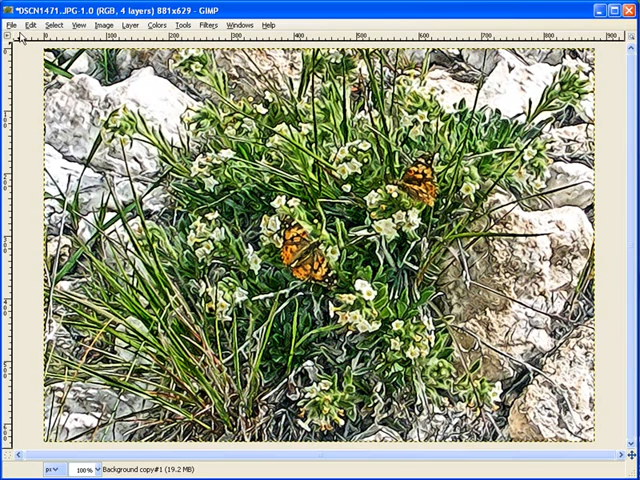 *DSCN1471.JPG-1.0 (RGB, 4 layers) 881x629 – GIMP
File Edit Select View Image Layer Colors Tools Filters Windows Help
0 100 200 300 400 500 600 700 800 900
px 100% Background copy#1 (19.2 MB)